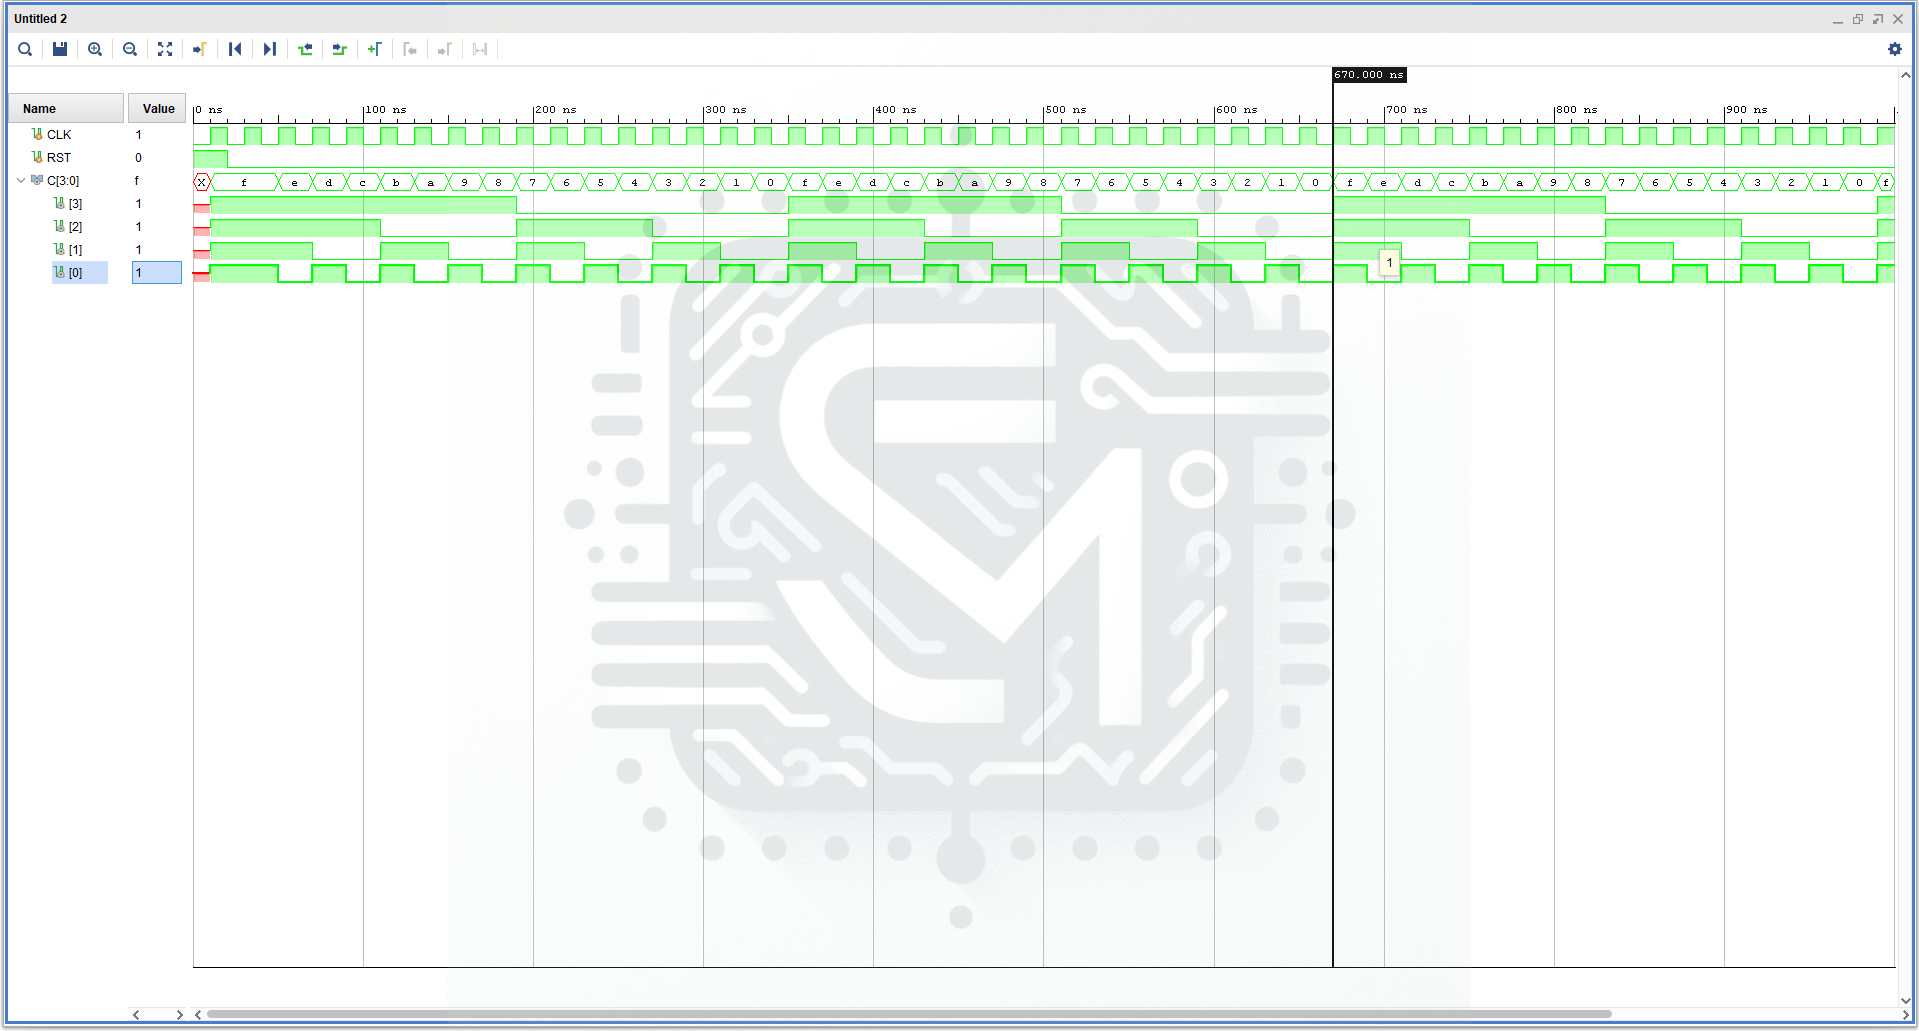 Untitled 2
670.000 ns
Name Value 0 ns 100 ns 200 ns 300 ns 400 ns 500 ns 600 ns 700 ns 800 ns 900 ns
CLK 1
RST 0
C[3:0] f X f e d c b a 9 8 7 6 5 4 3 2 1 0 f e d c b a 9 8 7 6 5 4 3 2 1 0 f e d c b a 9 8 7 6 5 4 3 2 1 0 f
[3] 1
[2] 1
[1] 1
1
[0] 1